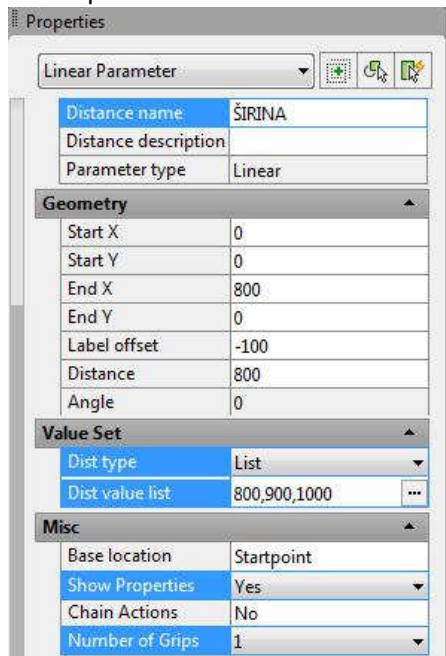 Properties
Linear Parameter
Distance name ŠIRINA
Distance description
Parameter type Linear
Geometry
Start X 0
Start Y 0
End X 800
End Y 0
Label offset -100
Distance 800
Angle 0
Value Set
Dist type List
Dist value list 800,900,1000 ...
Misc
Base location Startpoint
Show Properties Yes
Chain Actions No
Number of Grips 1